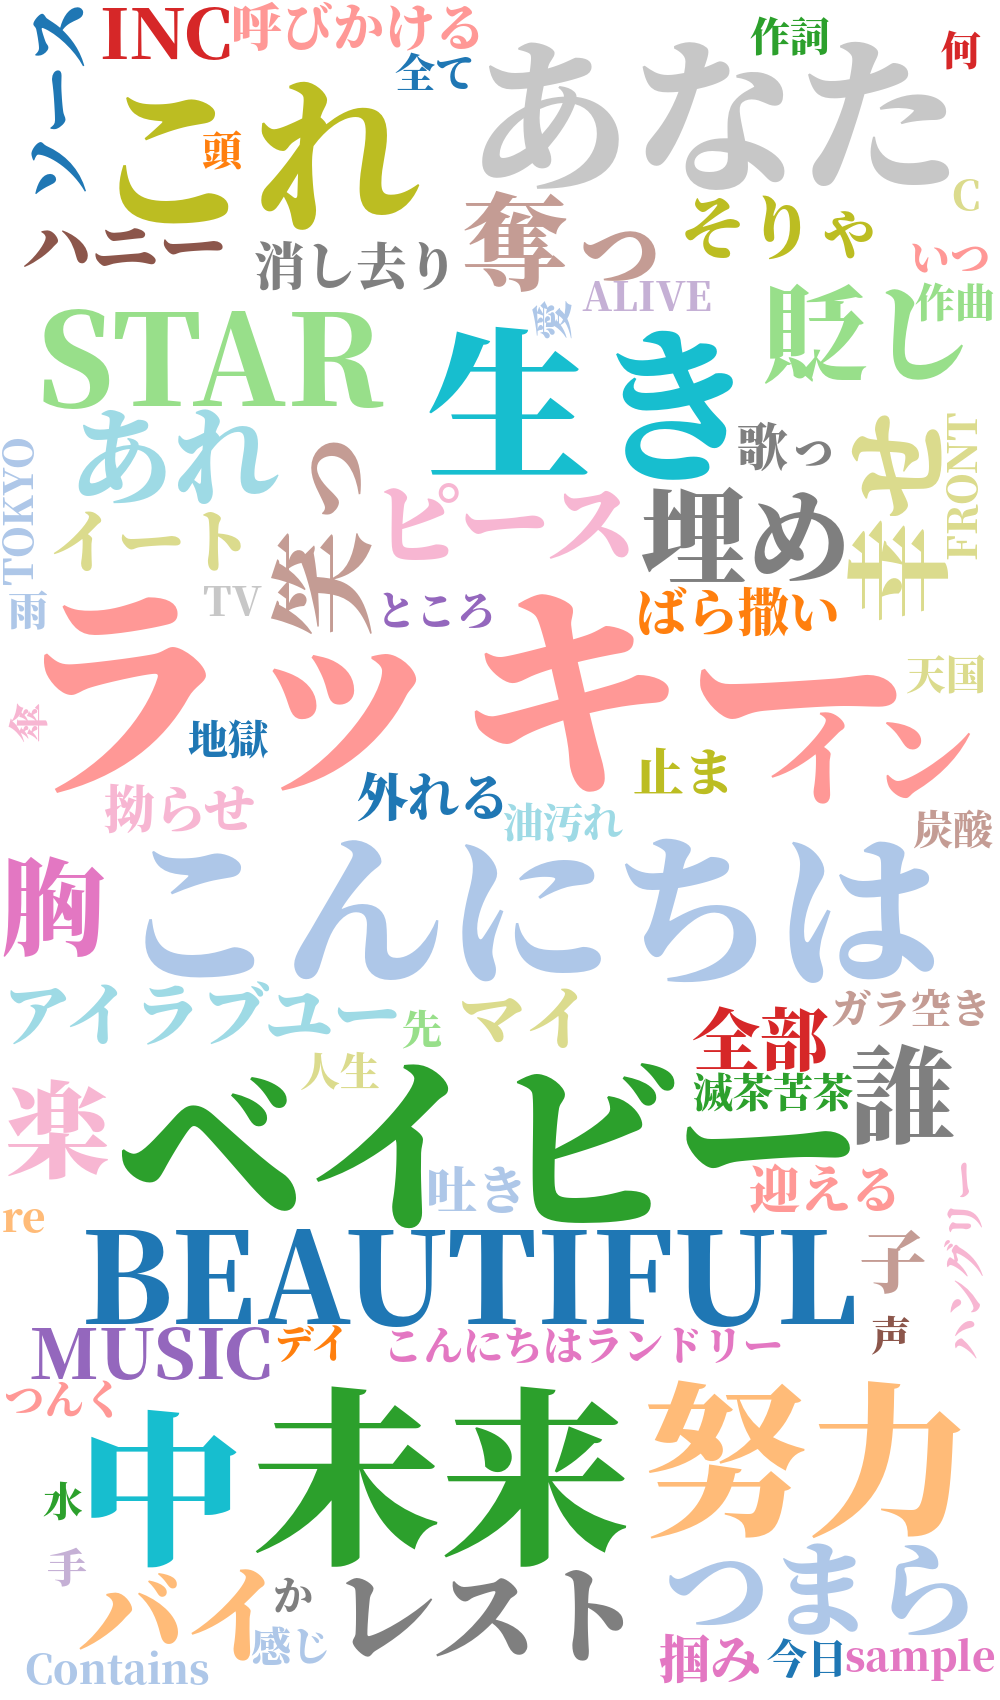 ソース
INC
呼びかける
全て
作詞
何
あなた
これ
頭
奪っ
そりゃ
C
ハニー
消し去り
いつ
STAR
愛
ALIVE
貶し
作曲
生き
あれ
歌っ
幸せ
FRONT
TOKYO
イート
笑っ
ピース
埋め
雨
TV
ところ
ばら撒い
ラッキー
天国
傘
地獄
イン
拗らせ
外れる
止ま
油汚れ
炭酸
胸
こんにちは
アイラブユー
先
マイ
全部
ガラ空き
人生
滅茶苦茶
誰
楽
ベイビー
吐き
迎える
ハングリー
re
BEAUTIFUL
子
MUSIC
デイ
こんにちはランドリー
声
つんく
中
未来
努力
水
手
バイ
か
レスト
つまら
感じ
Contains
掴み
今日
sample